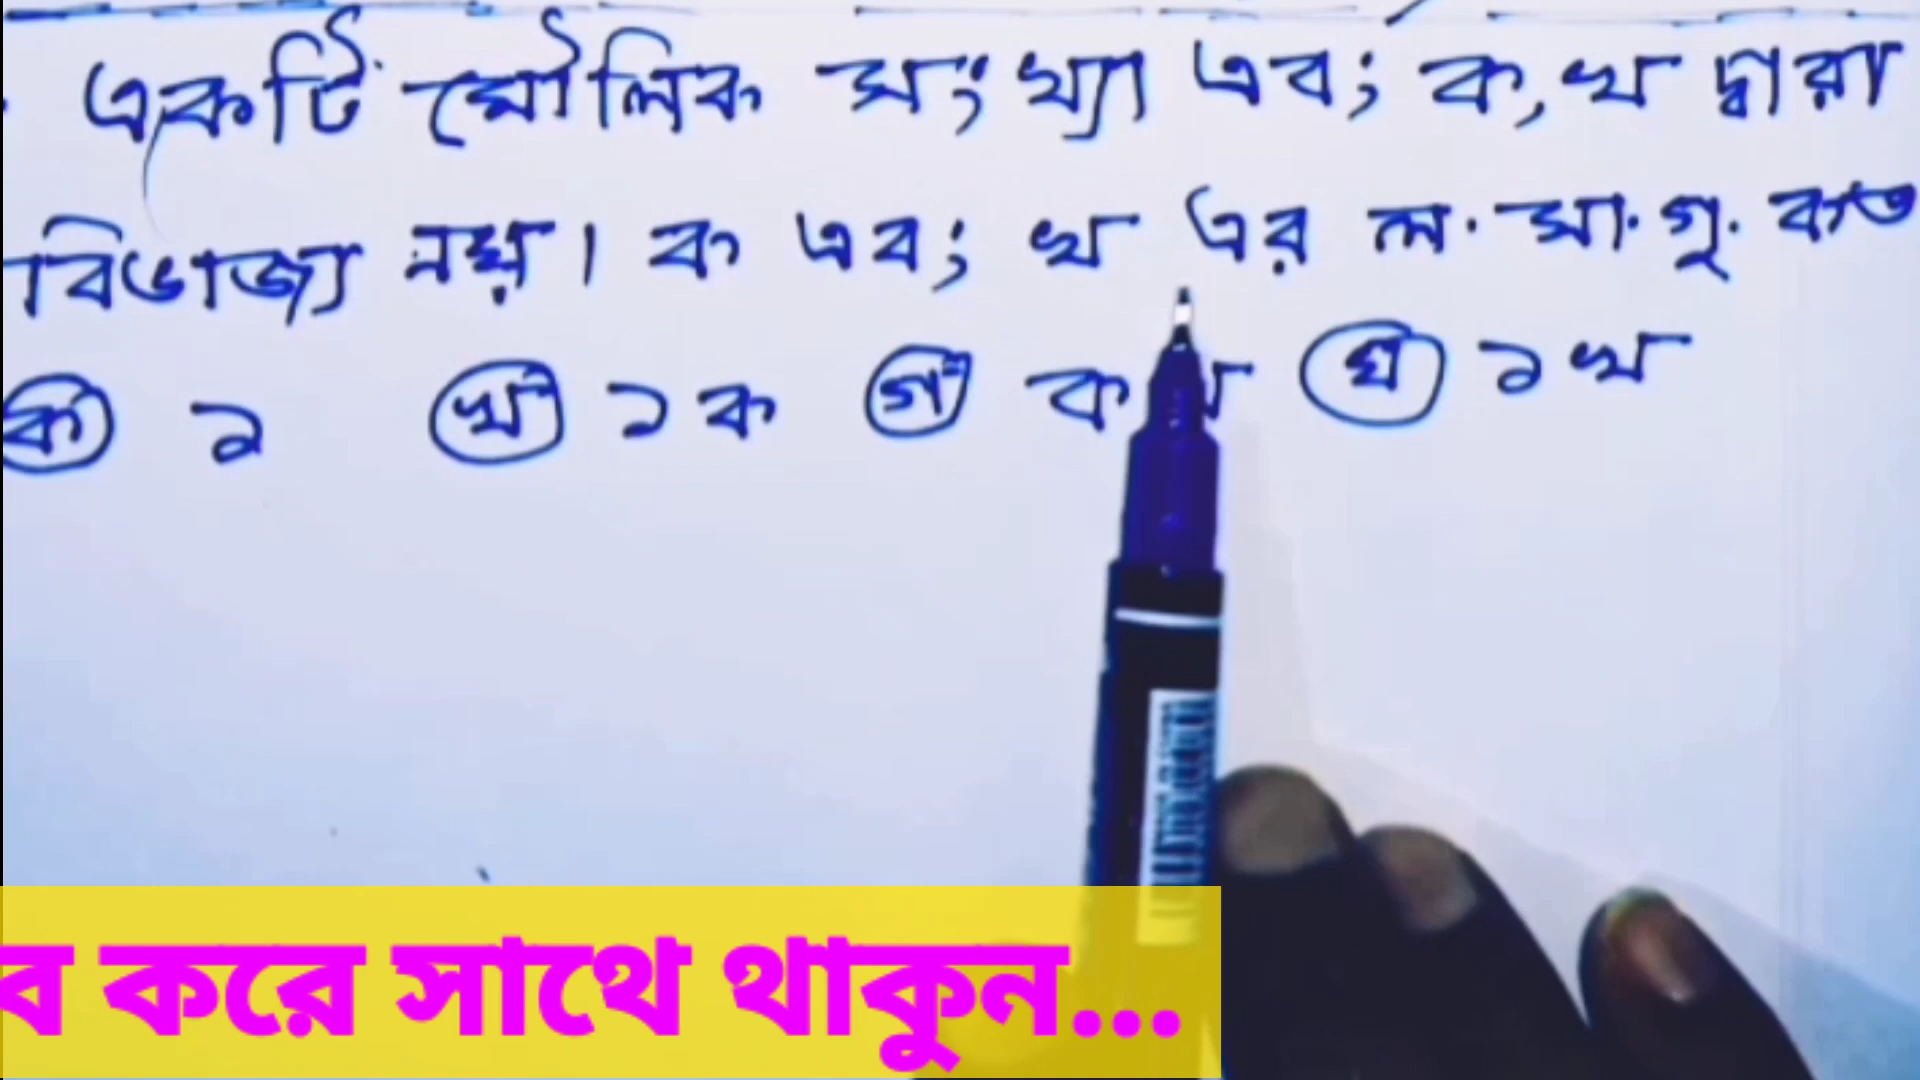 একটি মৌলিক সংখ্যা এবং ক, খ দ্বারা
বিভাজ্য নয়। ক এবং খ এর ল.সা.গু. কত
ক ১ খ ১ক গ ক ঘ ১খ
ব করে সাথে থাকুন...